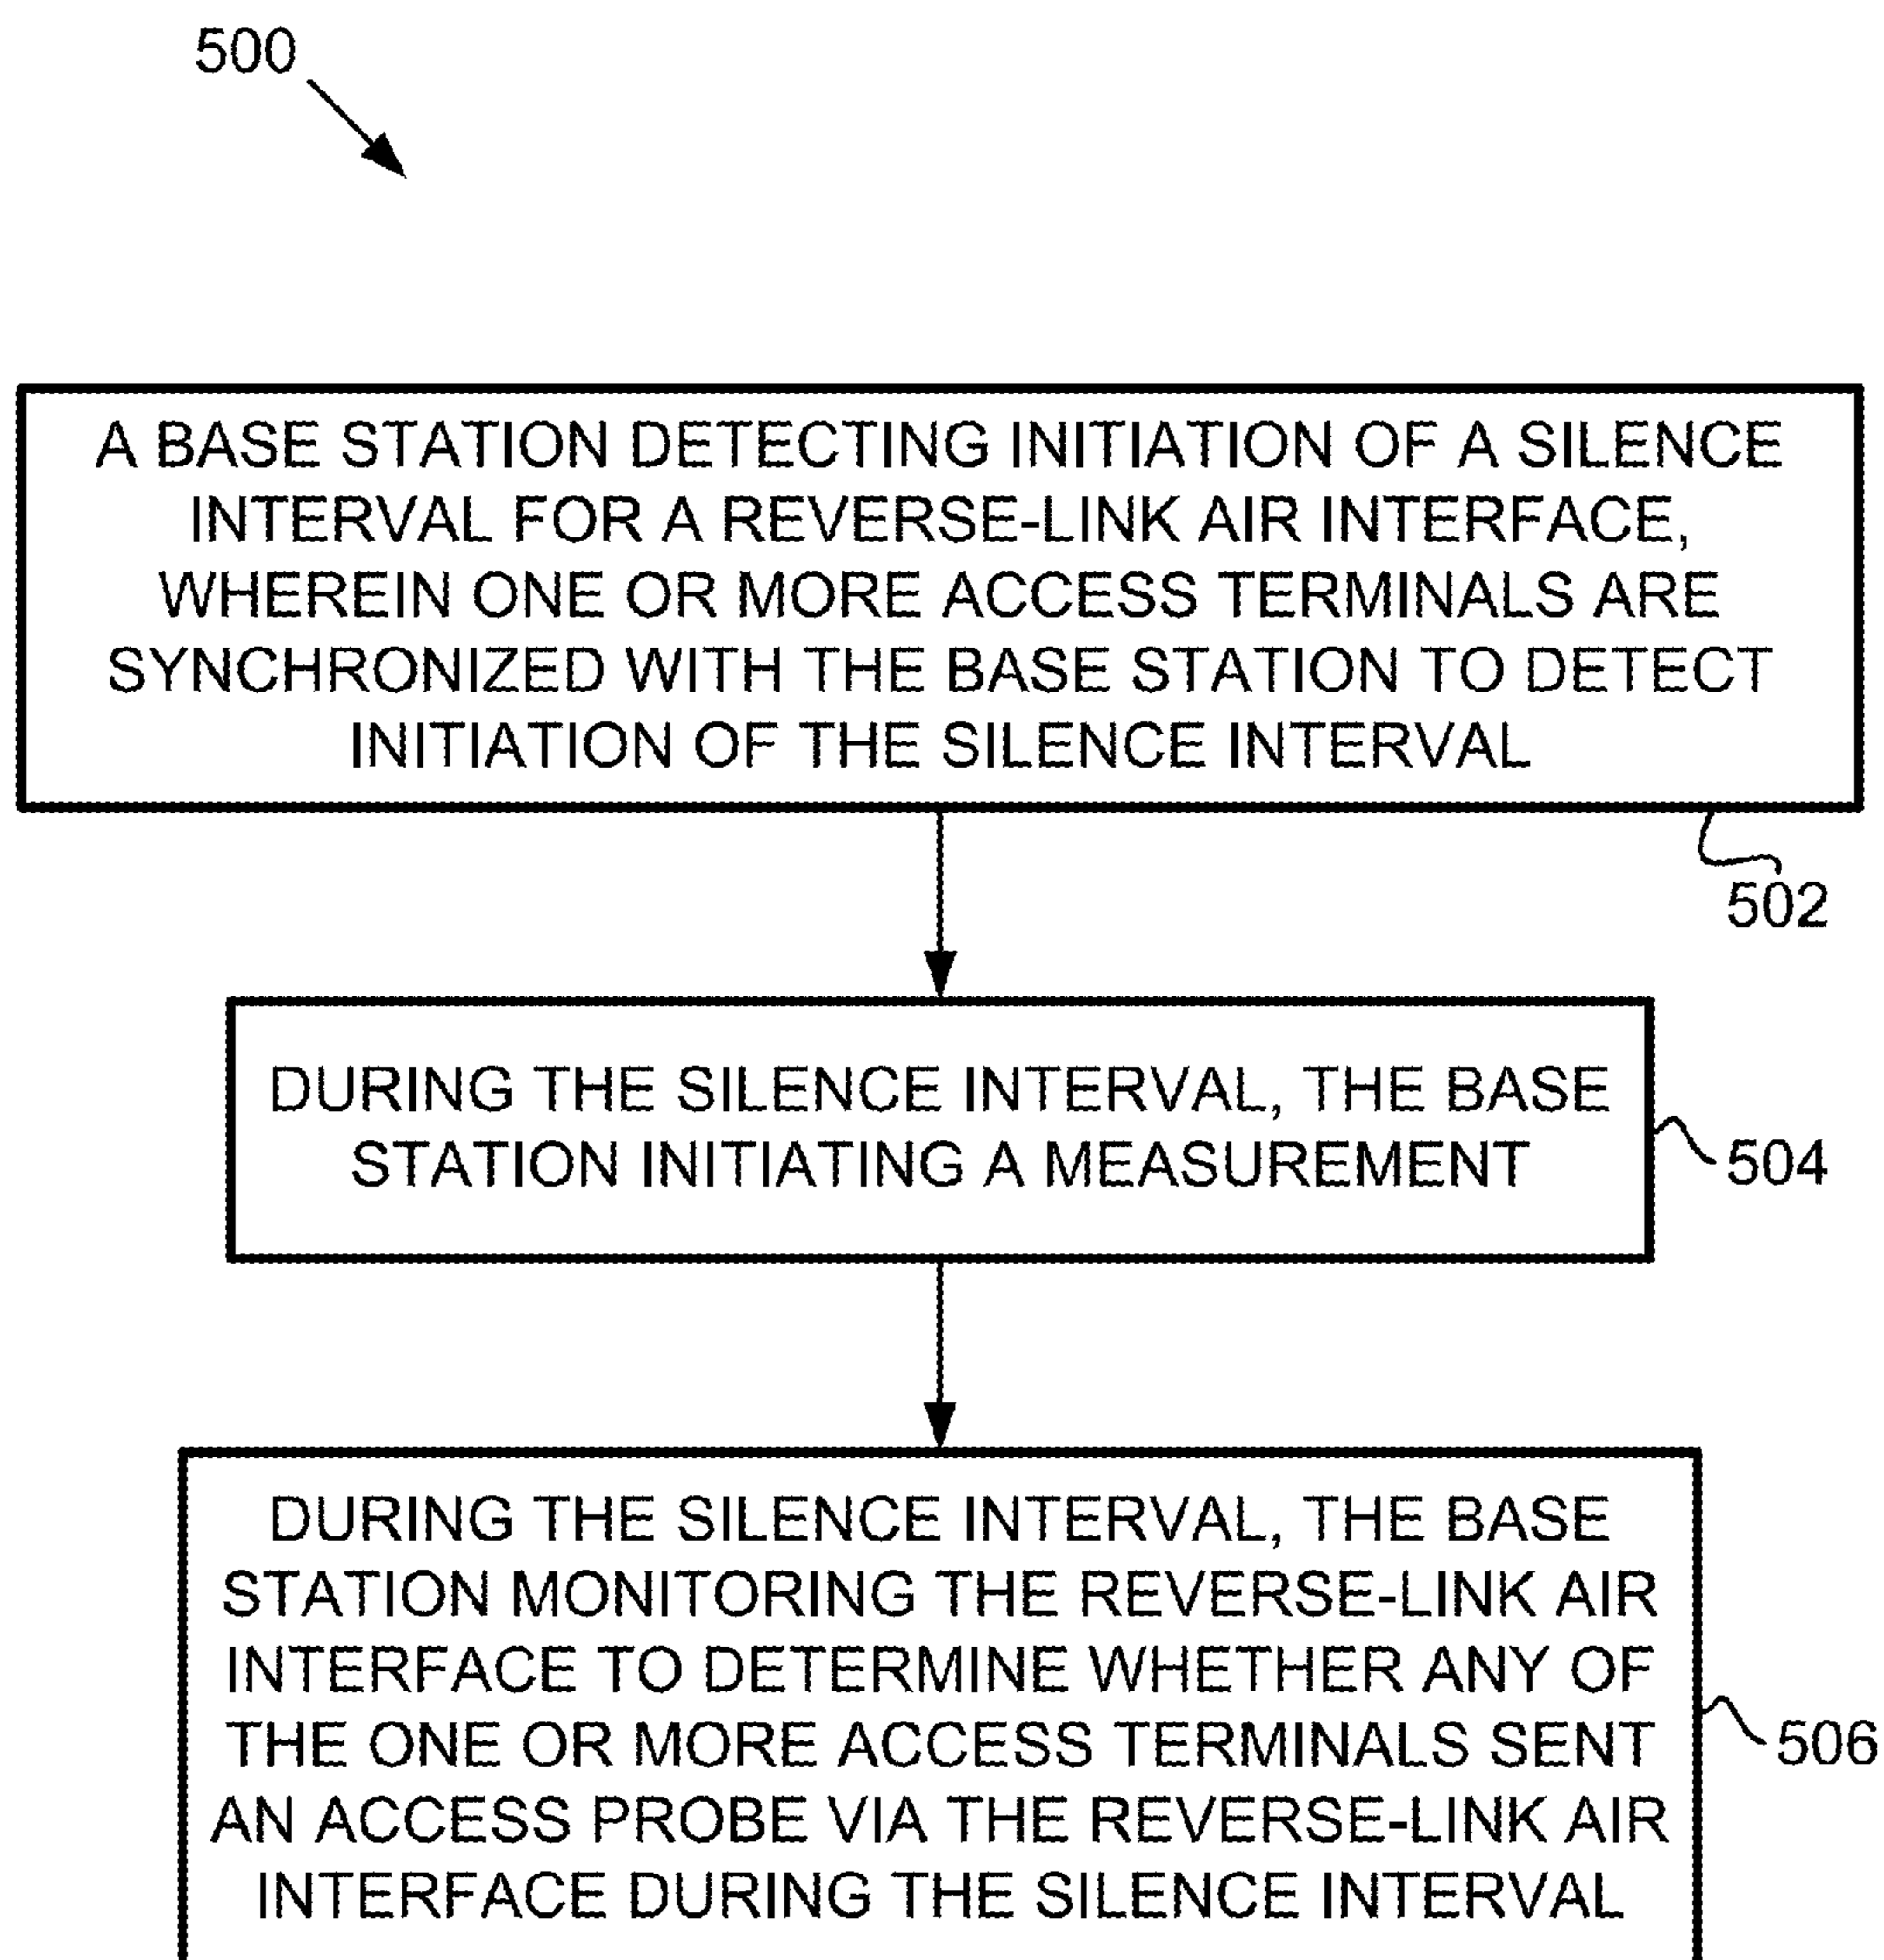 500
A BASE STATION DETECTING INITIATION OF A SILENCE
INTERVAL FOR A REVERSE-LINK AIR INTERFACE,
WHEREIN ONE OR MORE ACCESS TERMINALS ARE
SYNCHRONIZED WITH THE BASE STATION TO DETECT
INITIATION OF THE SILENCE INTERVAL
502
DURING THE SILENCE INTERVAL, THE BASE
STATION INITIATING A MEASUREMENT
504
DURING THE SILENCE INTERVAL, THE BASE
STATION MONITORING THE REVERSE-LINK AIR
INTERFACE TO DETERMINE WHETHER ANY OF
THE ONE OR MORE ACCESS TERMINALS SENT
AN ACCESS PROBE VIA THE REVERSE-LINK AIR
INTERFACE DURING THE SILENCE INTERVAL
506